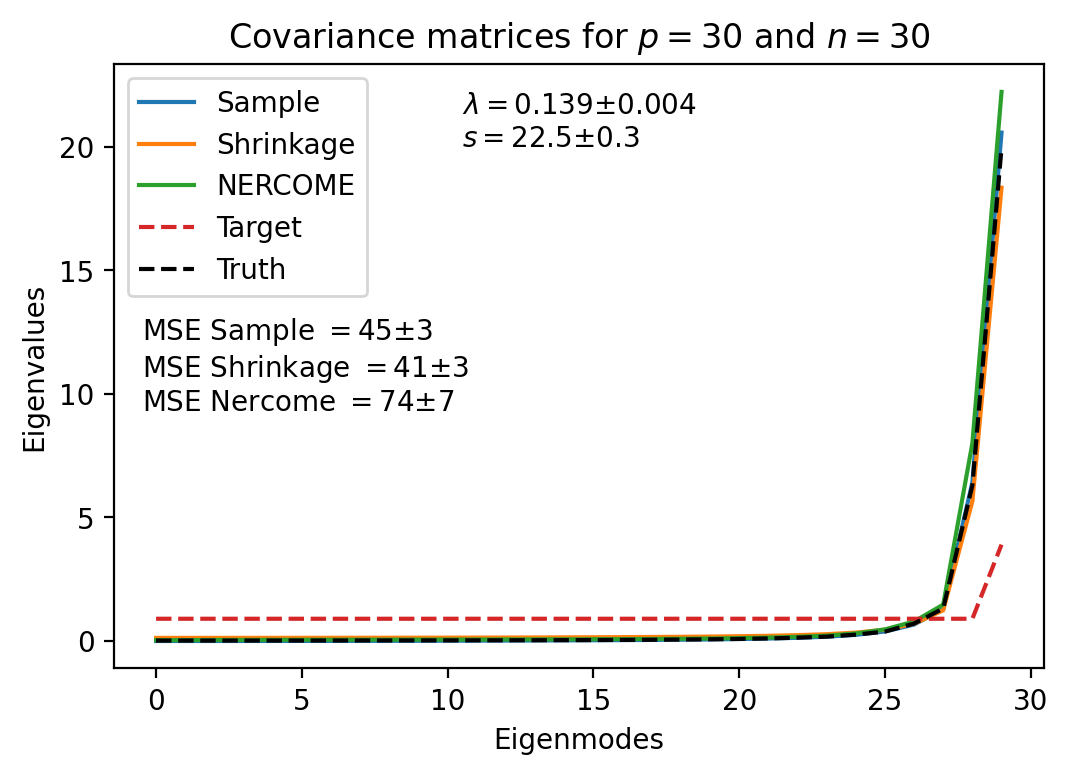 Covariance matrices for p = 30 and n = 30
Sample
Shrinkage
NERCOME
Target
Truth
λ = 0.139±0.004
s = 22.5±0.3
MSE Sample = 45±3
MSE Shrinkage = 41±3
MSE Nercome = 74±7
Eigenvalues
20
15
10
5
0
0 5 10 15 20 25 30
Eigenmodes